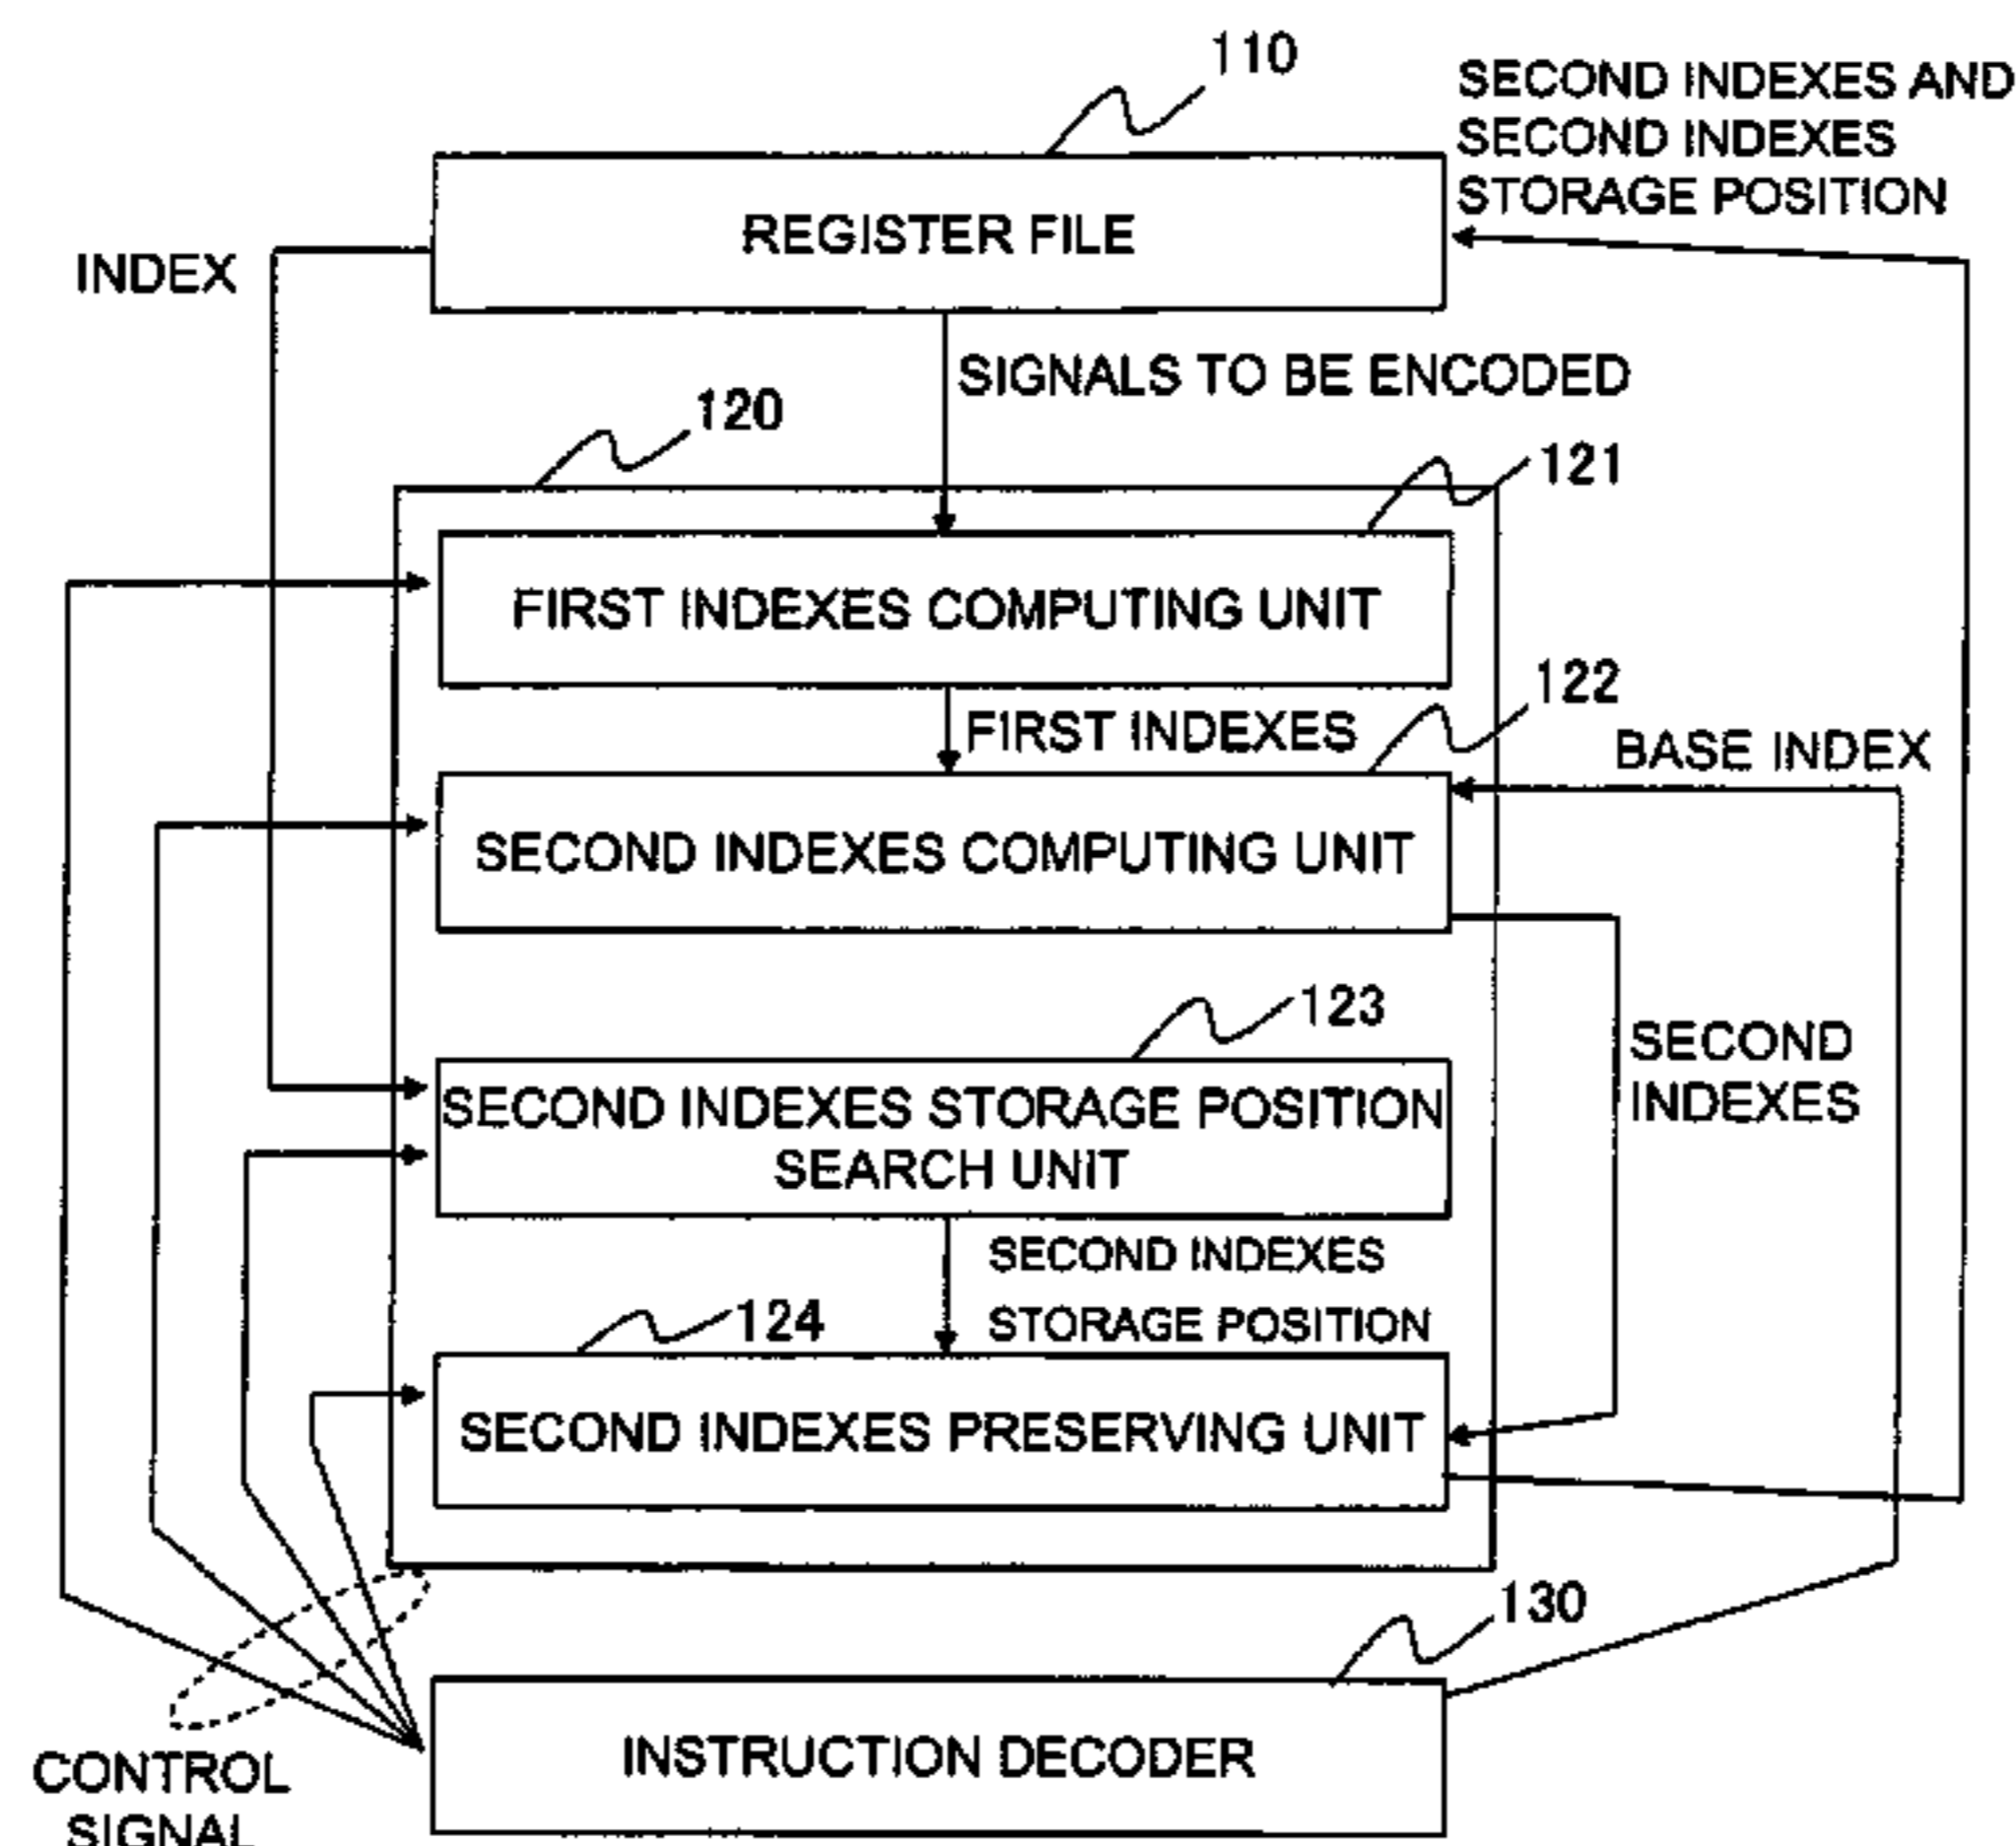 110
SECOND INDEXES AND
SECOND INDEXES
STORAGE POSITION
REGISTER FILE
INDEX
SIGNALS TO BE ENCODED
120
121
FIRST INDEXES COMPUTING UNIT
122
FIRST INDEXES
BASE INDEX
SECOND INDEXES COMPUTING UNIT
123
SECOND
INDEXES
SECOND INDEXES STORAGE POSITION
SEARCH UNIT
SECOND INDEXES
STORAGE POSITION
124
SECOND INDEXES PRESERVING UNIT
130
INSTRUCTION DECODER
CONTROL
SIGNAL